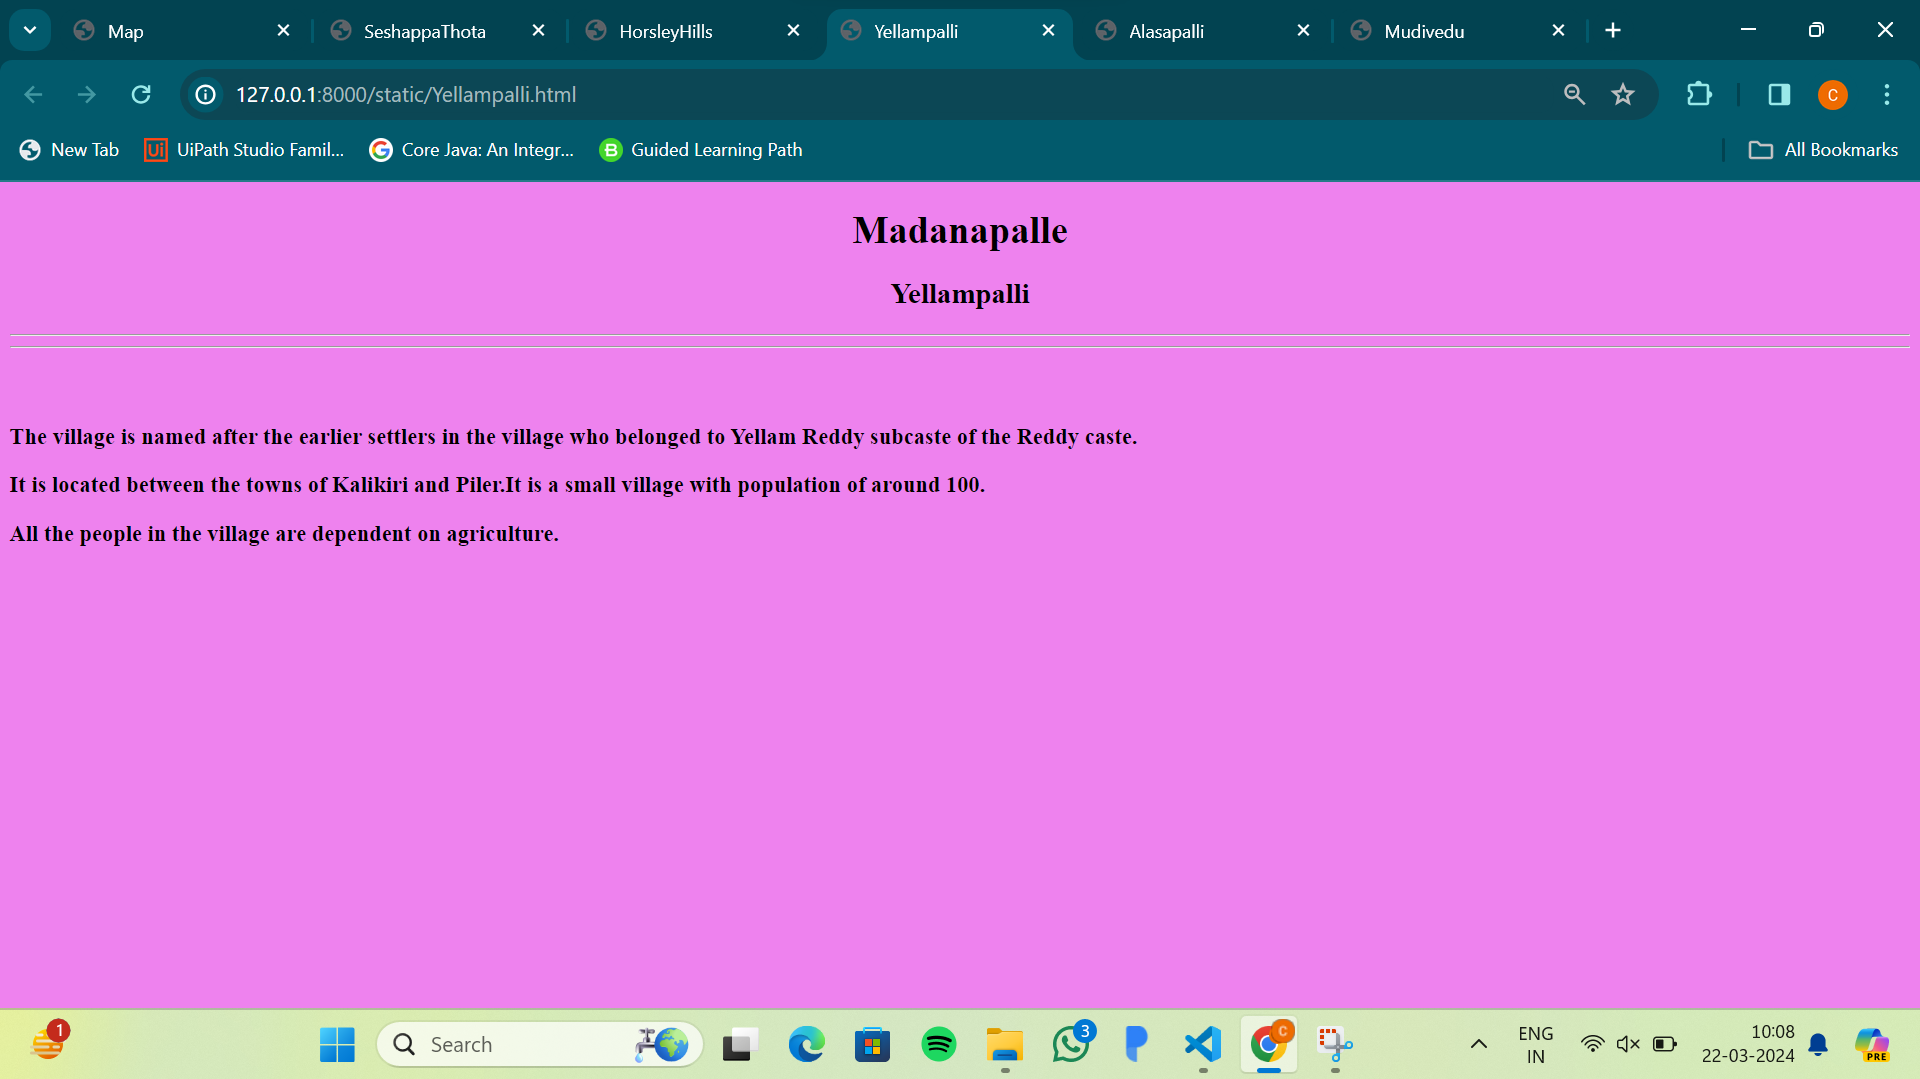 Map
SeshappaThota
HorsleyHills
Yellampalli
Alasapalli
Mudivedu
127.0.0.1:8000/static/Yellampalli.html
C
New Tab
Ui
UiPath Studio Famil...
Core Java: An Integr...
B
Guided Learning Path
All Bookmarks
Madanapalle
Yellampalli
The village is named after the earlier settlers in the village who belonged to Yellam Reddy subcaste of the Reddy caste.
It is located between the towns of Kalikiri and Piler.It is a small village with population of around 100.
All the people in the village are dependent on agriculture.
1
Search
3
C
ENG
IN
10:08
22-03-2024
PRE